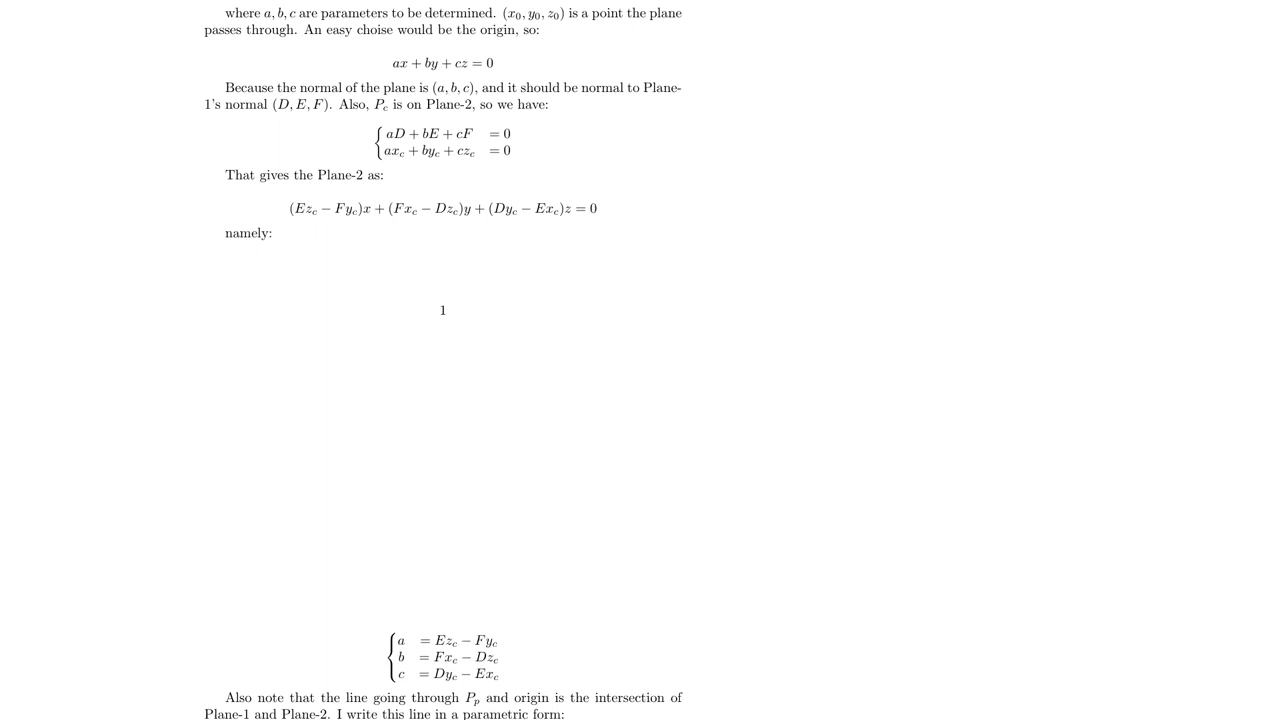 where a, b, c are parameters to be determined. (x₀, y₀, z₀) is a point the plane
passes through. An easy choise would be the origin, so:
ax + by + cz = 0
Because the normal of the plane is (a, b, c), and it should be normal to Plane-
1's normal (D, E, F). Also, P_c is on Plane-2, so we have:
{ aD + bE + cF = 0
ax_c + by_c + cz_c = 0
That gives the Plane-2 as:
(Ez_c − Fy_c)x + (Fx_c − Dz_c)y + (Dy_c − Ex_c)z = 0
namely:
1
{ a = Ez_c − Fy_c
b = Fx_c − Dz_c
c = Dy_c − Ex_c
Also note that the line going through P_p and origin is the intersection of
Plane-1 and Plane-2. I write this line in a parametric form: